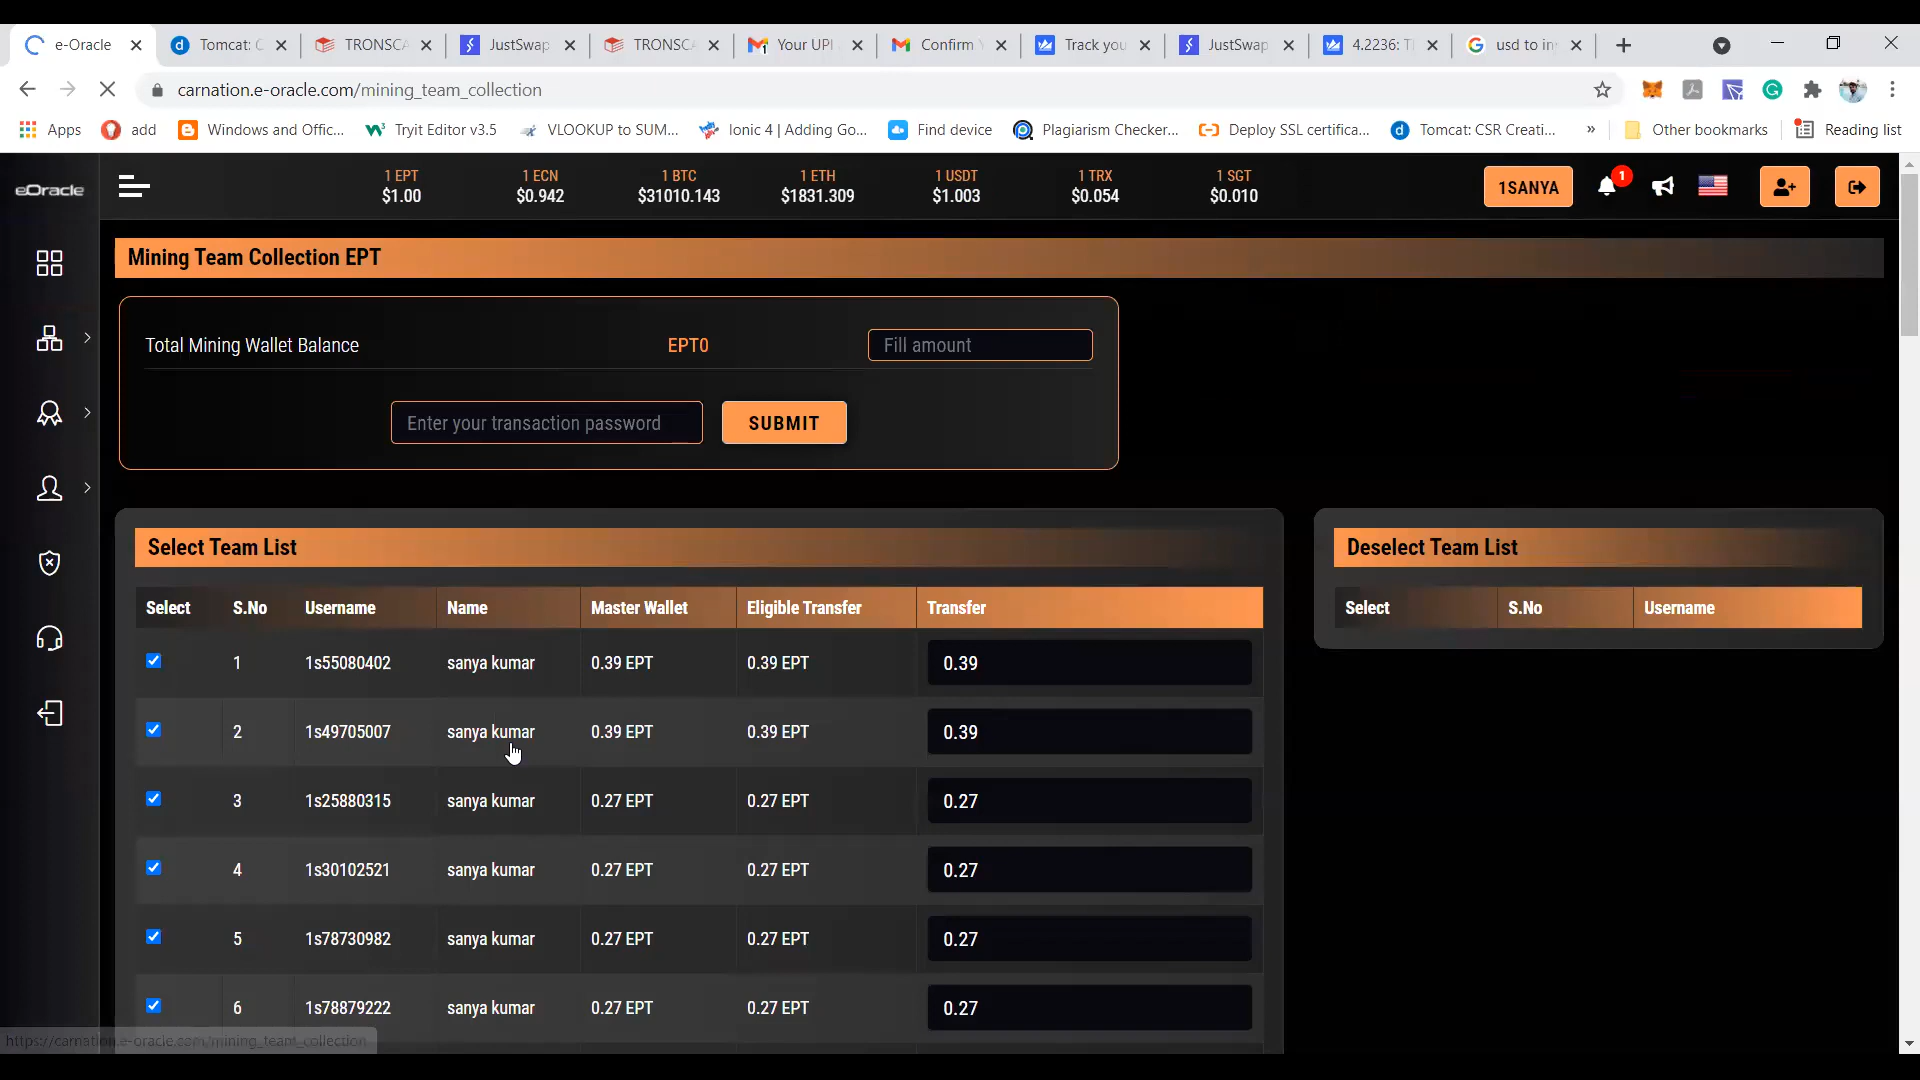 e-Oracle
Tomcat: C
TRONSCA
JustSwap
TRONSCA
Your UPI
Confirm Y
Track you
JustSwap
4.2236: T
usd to in
carnation.e-oracle.com/mining_team_collection
Apps
add
Windows and Offic...
Tryit Editor v3.5
VLOOKUP to SUM...
Ionic 4 | Adding Go...
Find device
Plagiarism Checker...
Deploy SSL certifica...
Tomcat: CSR Creati...
»
Other bookmarks
Reading list
eOracle
1 EPT
$1.00
1 ECN
$0.942
1 BTC
$31010.143
1 ETH
$1831.309
1 USDT
$1.003
1 TRX
$0.054
1 SGT
$0.010
1SANYA
1
Mining Team Collection EPT
Total Mining Wallet Balance EPT0 Fill amount
Enter your transaction password SUBMIT
Select Team List
Select S.No Username Name Master Wallet Eligible Transfer Transfer
1 1s55080402 sanya kumar 0.39 EPT 0.39 EPT 0.39
2 1s49705007 sanya kumar 0.39 EPT 0.39 EPT 0.39
3 1s25880315 sanya kumar 0.27 EPT 0.27 EPT 0.27
4 1s30102521 sanya kumar 0.27 EPT 0.27 EPT 0.27
5 1s78730982 sanya kumar 0.27 EPT 0.27 EPT 0.27
6 1s78879222 sanya kumar 0.27 EPT 0.27 EPT 0.27
Deselect Team List
Select S.No Username
https://carnation.e-oracle.com/mining_team_collection